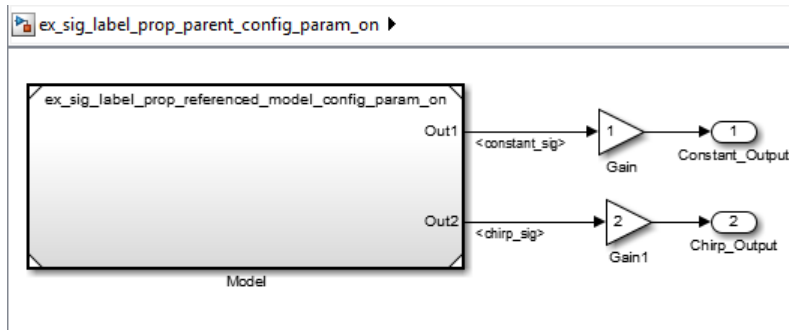 ex_sig_label_prop_parent_config_param_on
ex_sig_label_prop_referenced_model_config_param_on
Out1
<constant_sig>
1
Gain
1
Constant_Output
Out2
<chirp_sig>
2
Gain1
2
Chirp_Output
Model